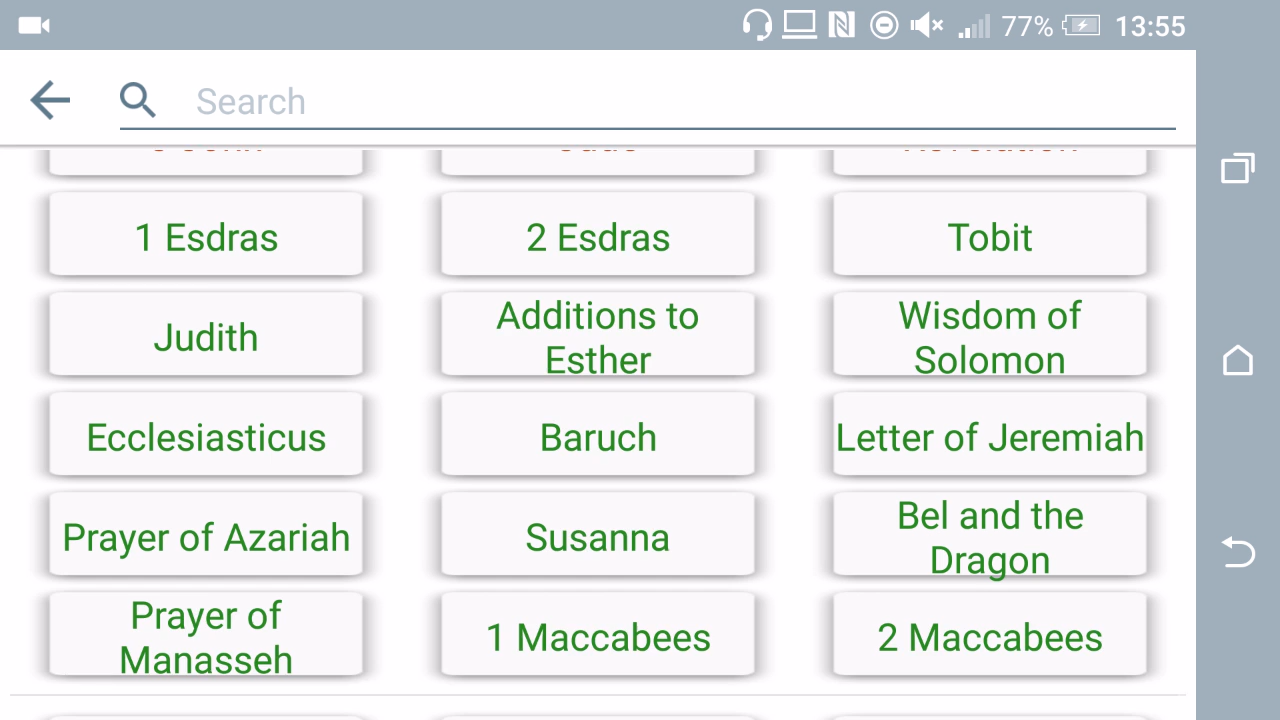 77% 13:55
Search
1 Esdras
2 Esdras
Tobit
Judith
Additions to
Esther
Wisdom of
Solomon
Ecclesiasticus
Baruch
Letter of Jeremiah
Prayer of Azariah
Susanna
Bel and the
Dragon
Prayer of
Manasseh
1 Maccabees
2 Maccabees